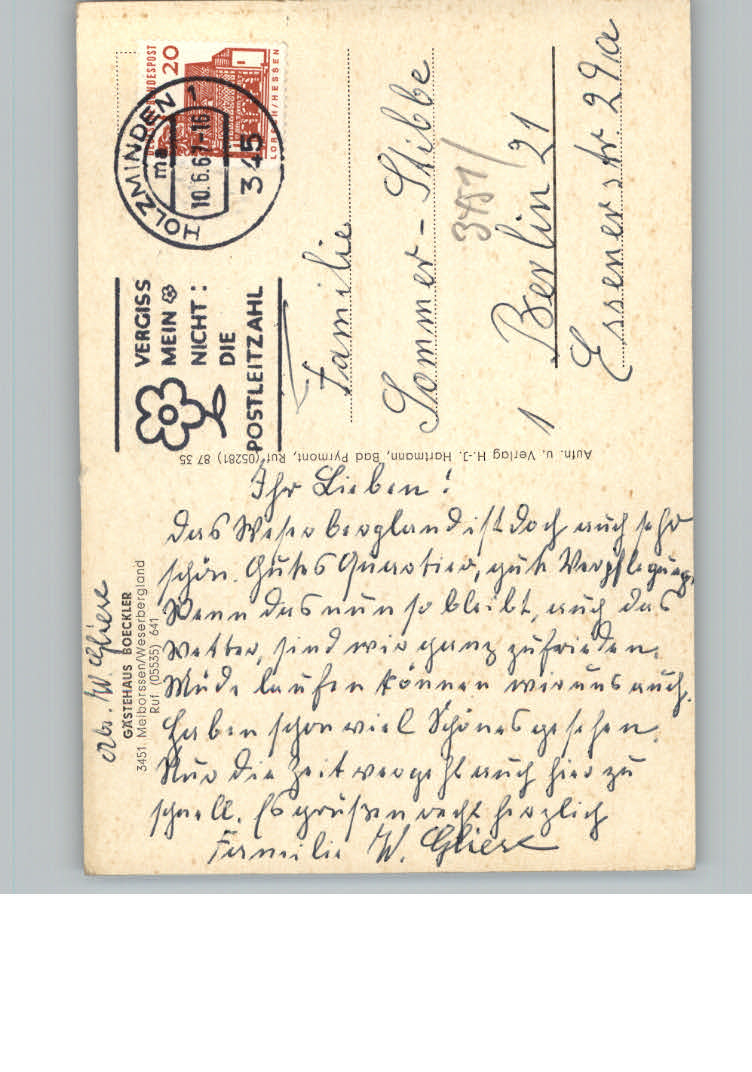 Abs. W. Gliese
GÄSTEHAUS BOECKLER
3451 Meiborssen/Weserbergland
Ruf (05535) 641
Ihr Lieben!
Das Weserbergland ist doch auch sehr
schön. Gutes Quartier, gute Verpflegung.
Wenn das nun so bleibt, auch das
Wetter, sind wir ganz zufrieden.
Müde laufen können wir uns auch.
Haben schon viel Schönes gesehen.
Nur die Zeit vergeht auch hier zu
schnell. Es grüßen recht herzlich
Familie W. Gliese
Aufn. u. Verlag H.-J. Hartmann, Bad Pyrmont, Ruf (05281) 87 35
VERGISS
MEIN
NICHT:
DIE
POSTLEITZAHL
HOLZMINDEN 1
ma
10.6.67-16
345
DEUTSCHE BUNDESPOST
20
LORSCH/HESSEN
Familie
Sommer-Stibbe
3451/
1 Berlin 21
Essener str. 29a